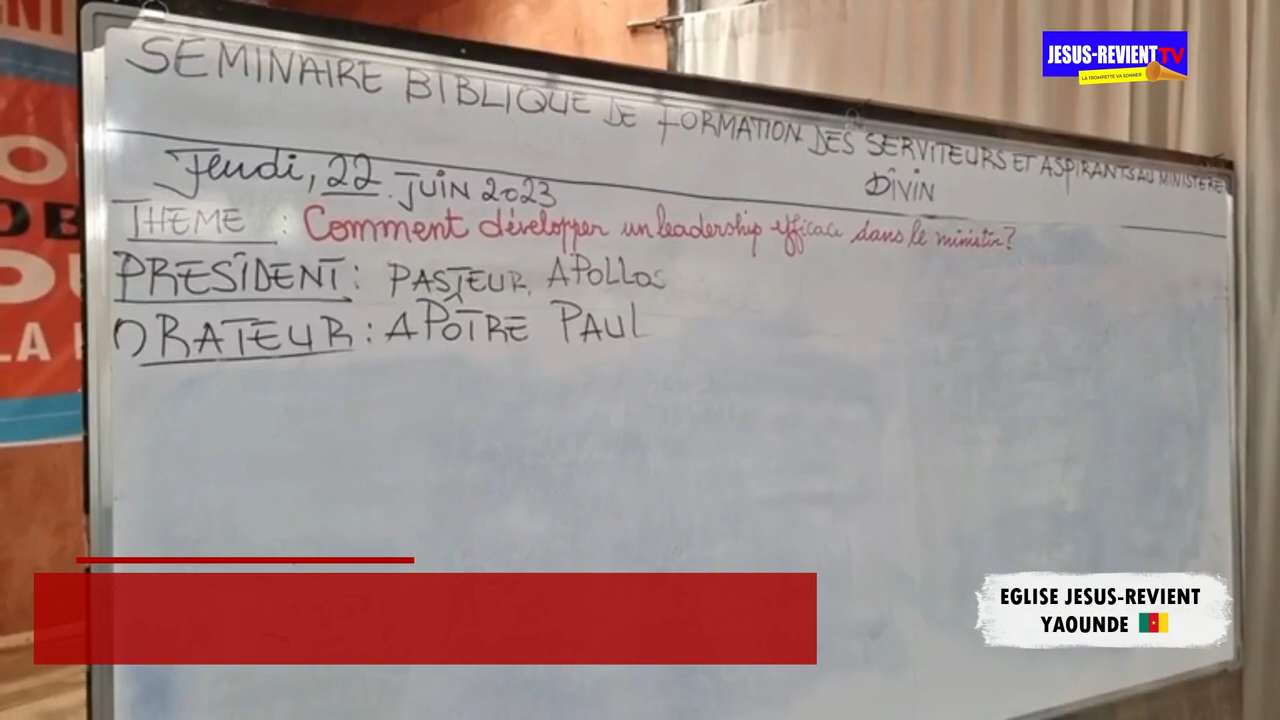 SEMINAIRE BIBLIQUE DE FORMATION DES SERVITEURS ET ASPIRANTS AU MINISTERE
DIVIN
Jeudi, 22 JUIN 2023
THEME : Comment développer un leadership efficace dans le ministère?
PRESIDENT : PASTEUR APOLLOS
ORATEUR : APÔTRE PAUL
JESUS-REVIENT TV
LA TROMPETTE VA SONNER
EGLISE JESUS-REVIENT
YAOUNDE